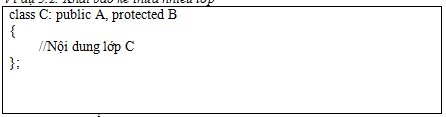 class C: public A, protected B
{
//Nội dung lớp C
};